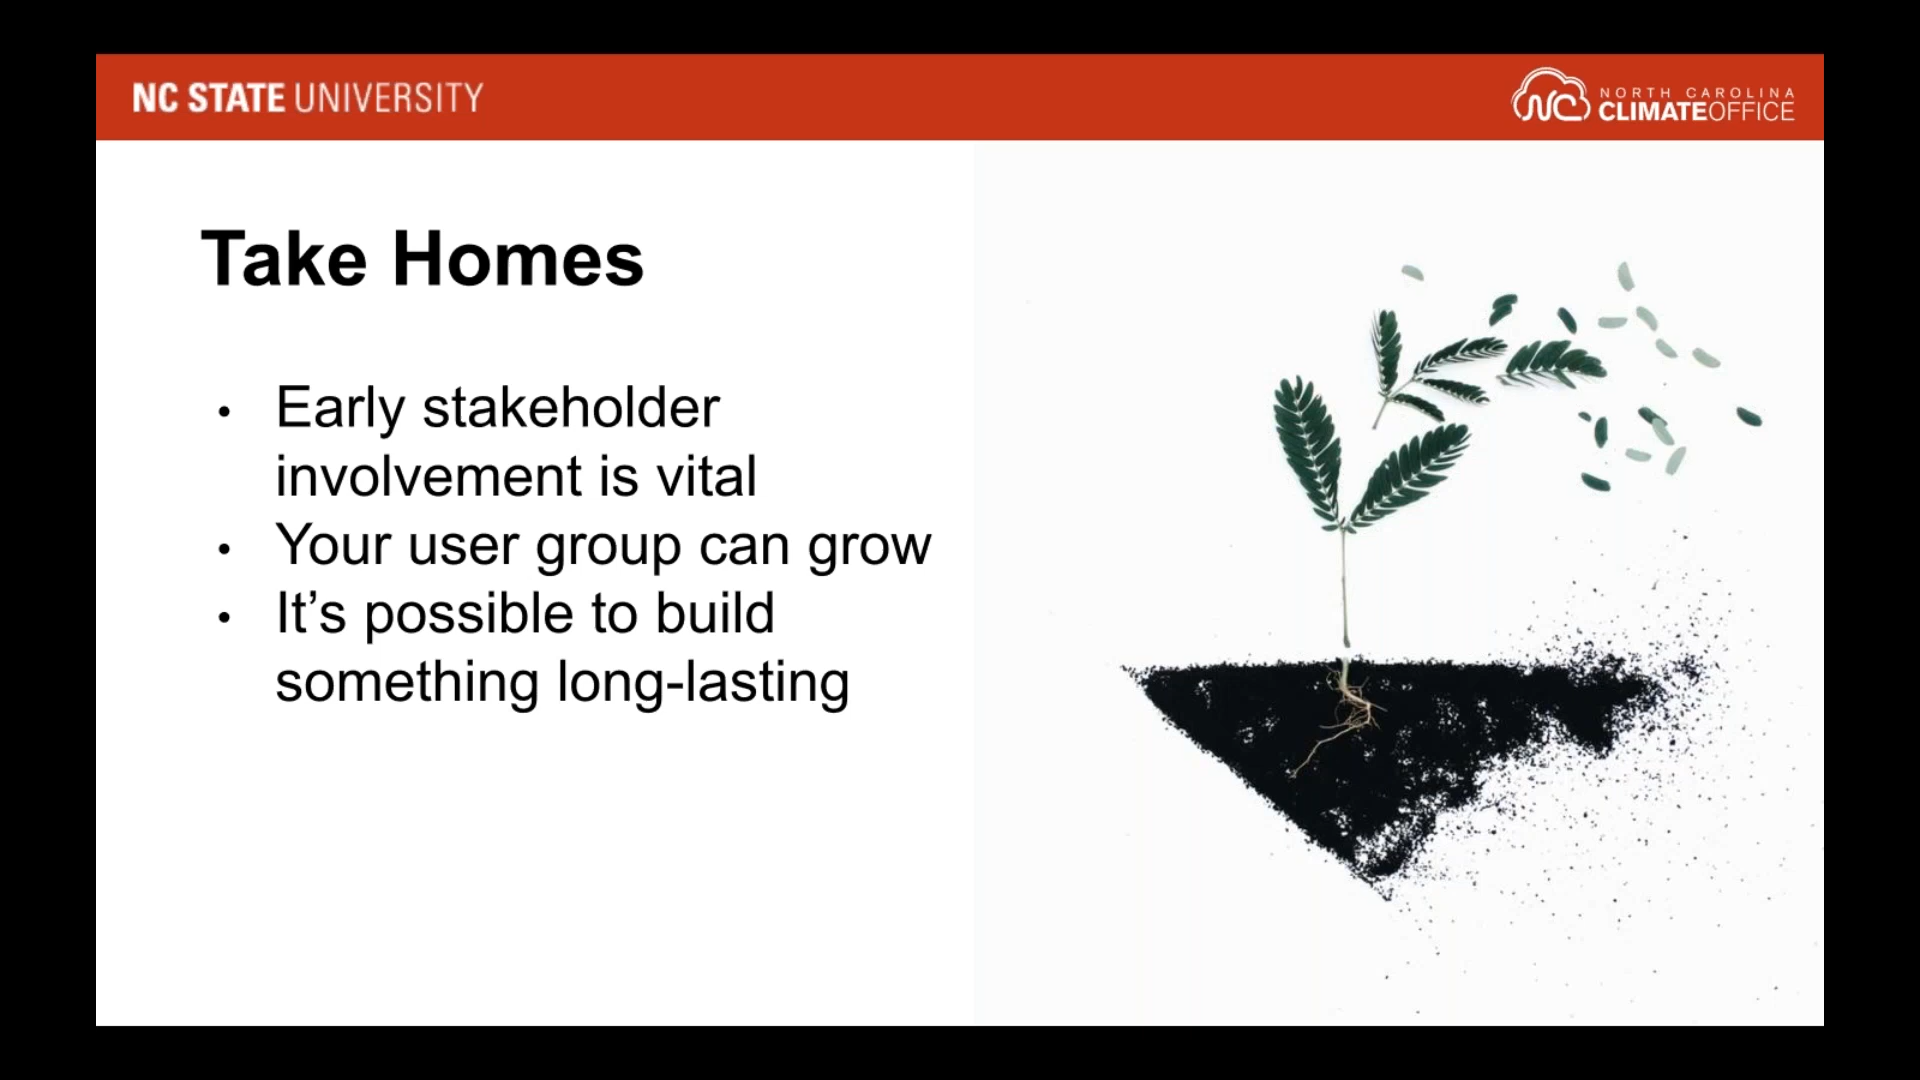 NC STATE UNIVERSITY
NC
NORTH CAROLINA
CLIMATEOFFICE
Take Homes
• Early stakeholder
involvement is vital
• Your user group can grow
• It’s possible to build
something long-lasting